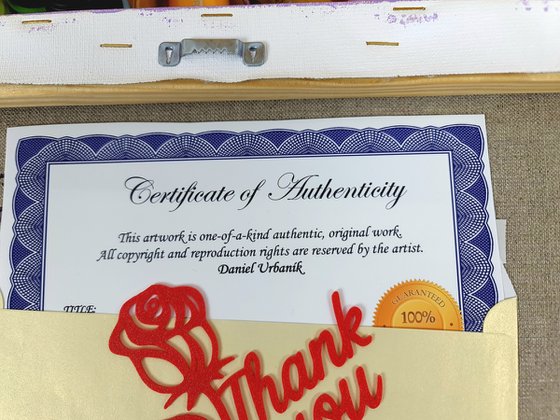 Certificate of Authenticity
This artwork is one-of-a-kind authentic, original work.
All copyright and reproduction rights are reserved by the artist.
Daniel Urbanik
TITLE:
GUARANTEED
100%
Thank
you